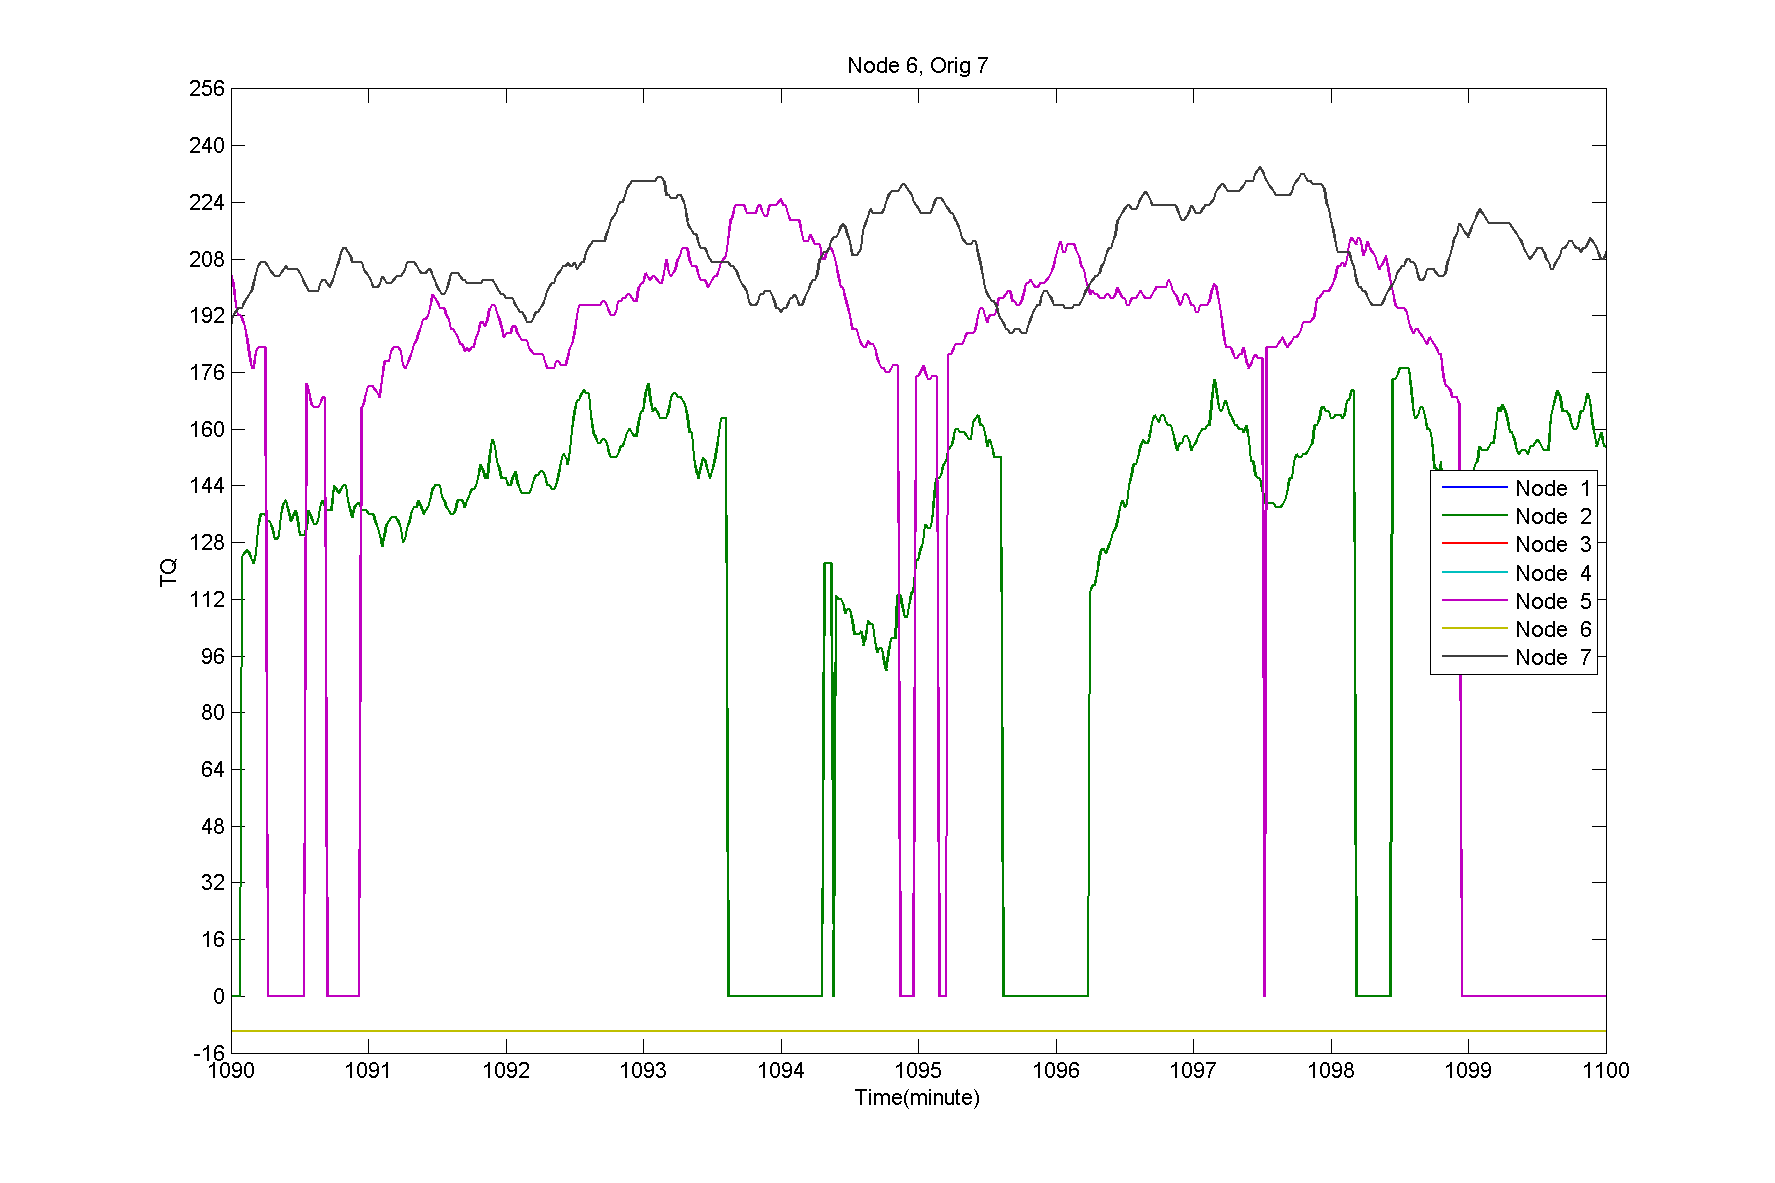 Node 6, Orig 7
256
240
224
208
192
176
160
144
128
112
96
80
64
48
32
16
0
-16
TQ
Node 1
Node 2
Node 3
Node 4
Node 5
Node 6
Node 7
1090 1091 1092 1093 1094 1095 1096 1097 1098 1099 1100
Time(minute)